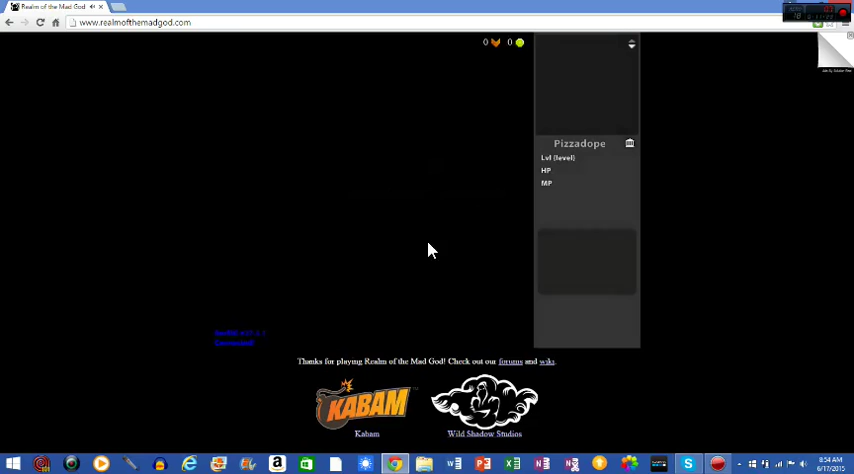 Realm of the Mad God
www.realmofthemadgod.com
0 0
Pizzadope
Lvl {level}
HP
MP
Connected!
Thanks for playing Realm of the Mad God! Check out our forums and wiki.
KABAM
Kabam
Wild Shadow Studios
8:54 AM
6/17/2015